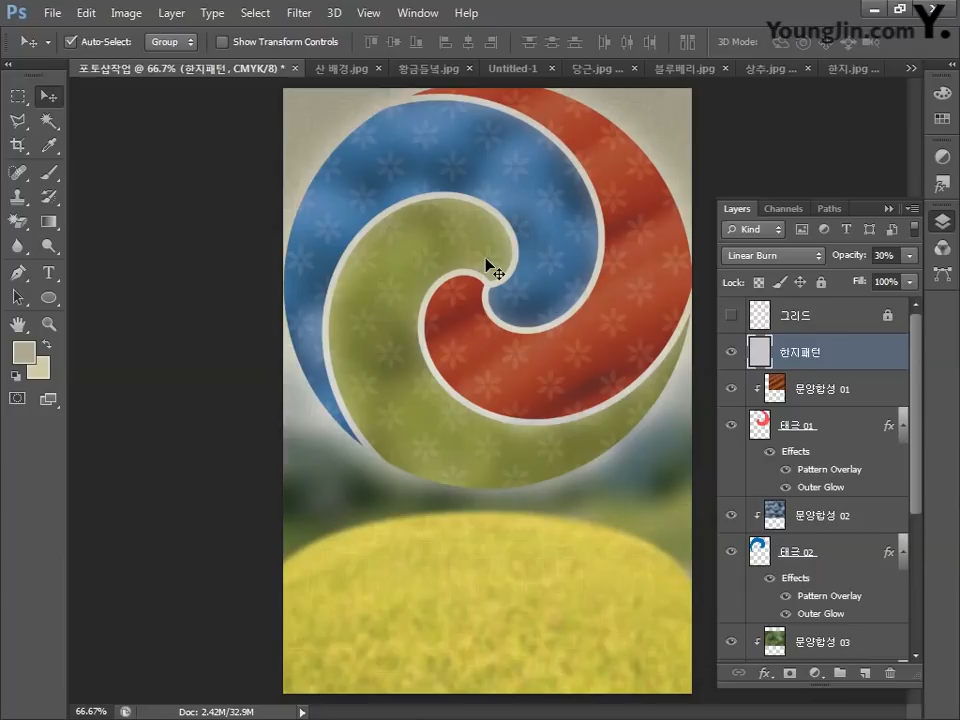 YoungJin.com Y.
Ps File Edit Image Layer Type Select Filter 3D View Window Help
Auto-Select: Group Show Transform Controls 3D Mode:
포토샵작업 @ 66.7% (한지패턴, CMYK/8) * × 산 배경.jpg × 황금들녘.jpg × Untitled-1 × 당근.jpg ... × 블루베리.jpg × 상추.jpg ... × 한지.jpg ...
Layers Channels Paths
Kind
Linear Burn Opacity: 30%
Lock: Fill: 100%
그리드
한지패턴
문양합성 01
태극 01 fx
Effects
Pattern Overlay
Outer Glow
문양합성 02
태극 02 fx
Effects
Pattern Overlay
Outer Glow
문양합성 03
66.67% Doc: 2.42M/32.9M